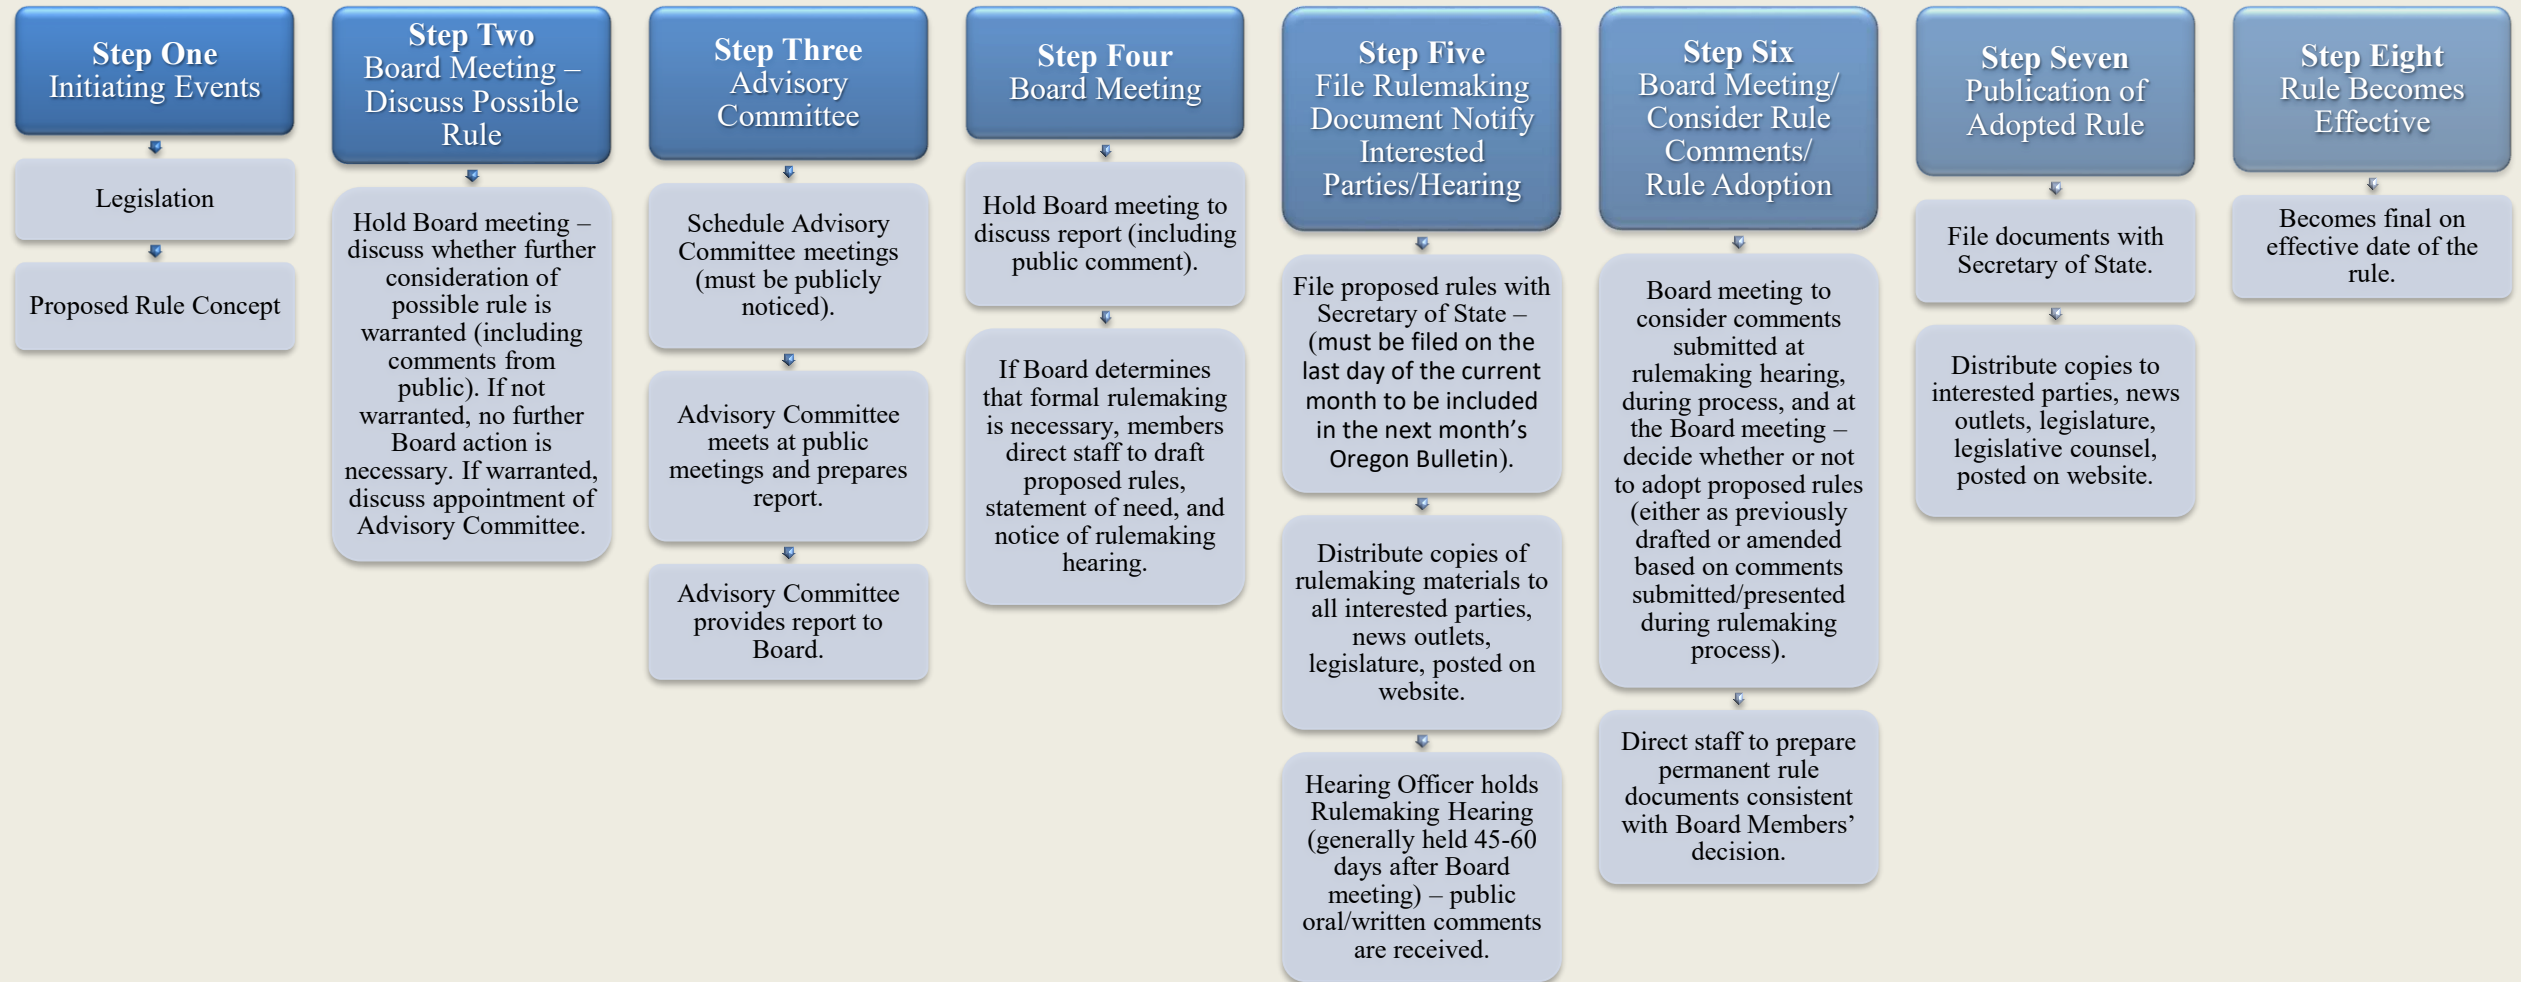 Step One
Initiating Events
Legislation
Proposed Rule Concept
Step Two
Board Meeting –
Discuss Possible
Rule
Hold Board meeting –
discuss whether further
consideration of
possible rule is
warranted (including
comments from
public). If not
warranted, no further
Board action is
necessary. If warranted,
discuss appointment of
Advisory Committee.
Step Three
Advisory
Committee
Schedule Advisory
Committee meetings
(must be publicly
noticed).
Advisory Committee
meets at public
meetings and prepares
report.
Advisory Committee
provides report to
Board.
Step Four
Board Meeting
Hold Board meeting to
discuss report (including
public comment).
If Board determines
that formal rulemaking
is necessary, members
direct staff to draft
proposed rules,
statement of need, and
notice of rulemaking
hearing.
Step Five
File Rulemaking
Document Notify
Interested
Parties/Hearing
File proposed rules with
Secretary of State –
(must be filed on the
last day of the current
month to be included
in the next month’s
Oregon Bulletin).
Distribute copies of
rulemaking materials to
all interested parties,
news outlets,
legislature, posted on
website.
Hearing Officer holds
Rulemaking Hearing
(generally held 45-60
days after Board
meeting) – public
oral/written comments
are received.
Step Six
Board Meeting/
Consider Rule
Comments/
Rule Adoption
Board meeting to
consider comments
submitted at
rulemaking hearing,
during process, and at
the Board meeting –
decide whether or not
to adopt proposed rules
(either as previously
drafted or amended
based on comments
submitted/presented
during rulemaking
process).
Direct staff to prepare
permanent rule
documents consistent
with Board Members’
decision.
Step Seven
Publication of
Adopted Rule
File documents with
Secretary of State.
Distribute copies to
interested parties, news
outlets, legislature,
legislative counsel,
posted on website.
Step Eight
Rule Becomes
Effective
Becomes final on
effective date of the
rule.